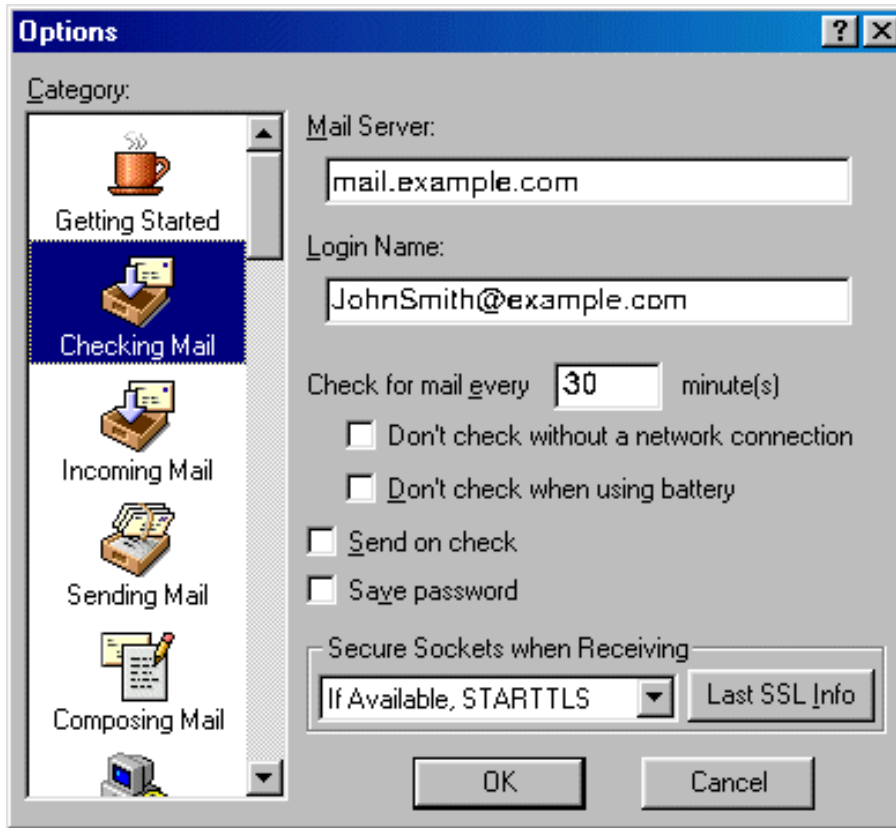 Options
Category:
Getting Started
Checking Mail
Incoming Mail
Sending Mail
Composing Mail
Mail Server:
mail.example.com
Login Name:
JohnSmith@example.com
Check for mail every 30 minute(s)
Don't check without a network connection
Don't check when using battery
Send on check
Save password
Secure Sockets when Receiving
If Available, STARTTLS Last SSL Info
OK Cancel